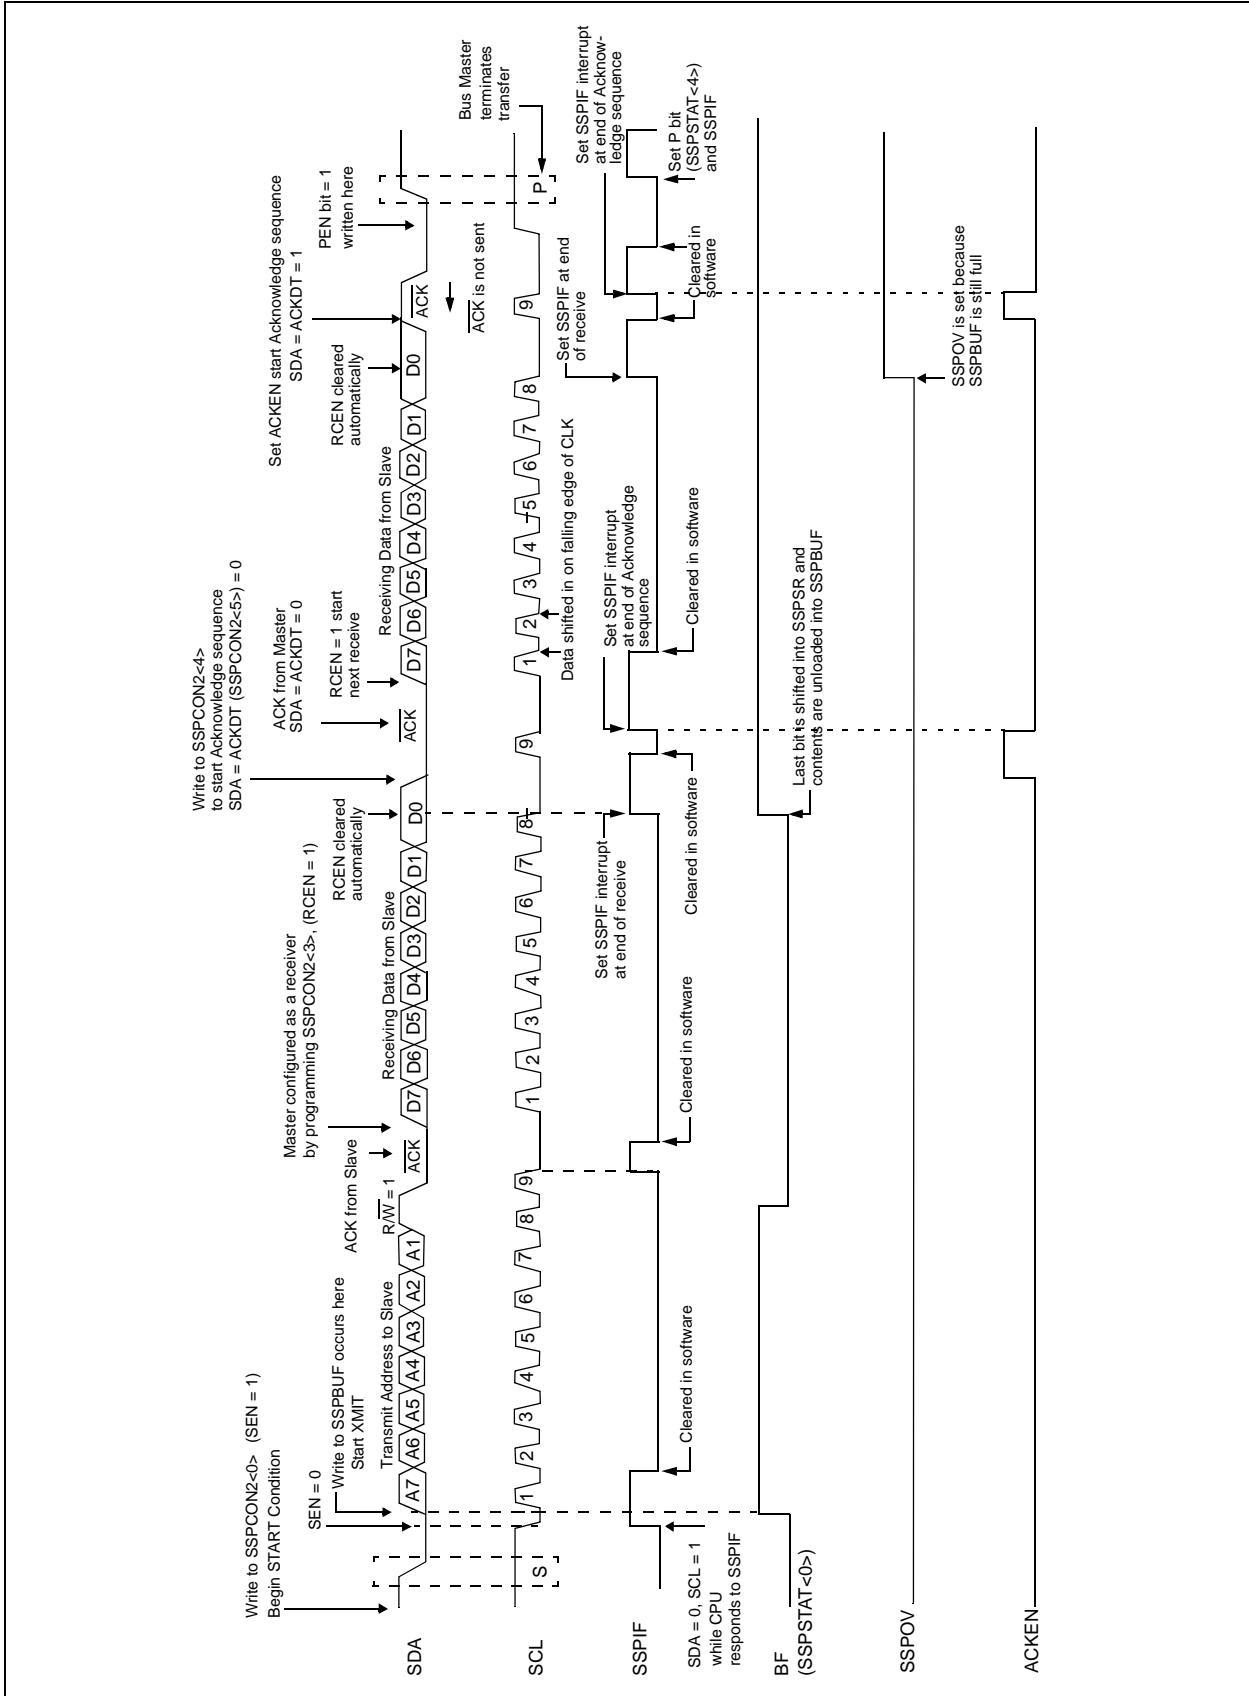 Write to SSPCON2<0> (SEN = 1)
Begin START Condition
SEN = 0
Write to SSPBUF occurs here
Start XMIT
Transmit Address to Slave
ACK from Slave
R/W = 1
Master configured as a receiver
by programming SSPCON2<3>, (RCEN = 1)
Receiving Data from Slave
RCEN cleared
automatically
Write to SSPCON2<4>
to start Acknowledge sequence
SDA = ACKDT (SSPCON2<5>) = 0
ACK from Master
SDA = ACKDT = 0
RCEN = 1 start
next receive
Receiving Data from Slave
RCEN cleared
automatically
Set ACKEN start Acknowledge sequence
SDA = ACKDT = 1
PEN bit = 1
written here
SDA
A7 A6 A5 A4 A3 A2 A1
ACK
D7 D6 D5 D4 D3 D2 D1 D0
ACK
D7 D6 D5 D4 D3 D2 D1 D0
ACK
ACK is not sent
Bus Master
terminates
transfer
SCL
S
1 2 3 4 5 6 7 8 9
1 2 3 4 5 6 7 8 9
1 2 3 4 5 6 7 8 9
P
Data shifted in on falling edge of CLK
Set SSPIF interrupt
at end of receive
Set SSPIF interrupt
at end of Acknowledge
sequence
Set SSPIF at end
of receive
Set SSPIF interrupt
at end of Acknow-
ledge sequence
SSPIF
SDA = 0, SCL = 1
while CPU
responds to SSPIF
Cleared in software
Cleared in software
Cleared in software
Cleared in software
Cleared in
software
Set P bit
(SSPSTAT<4>)
and SSPIF
BF
(SSPSTAT<0>)
Last bit is shifted into SSPSR and
contents are unloaded into SSPBUF
SSPOV
SSPOV is set because
SSPBUF is still full
ACKEN